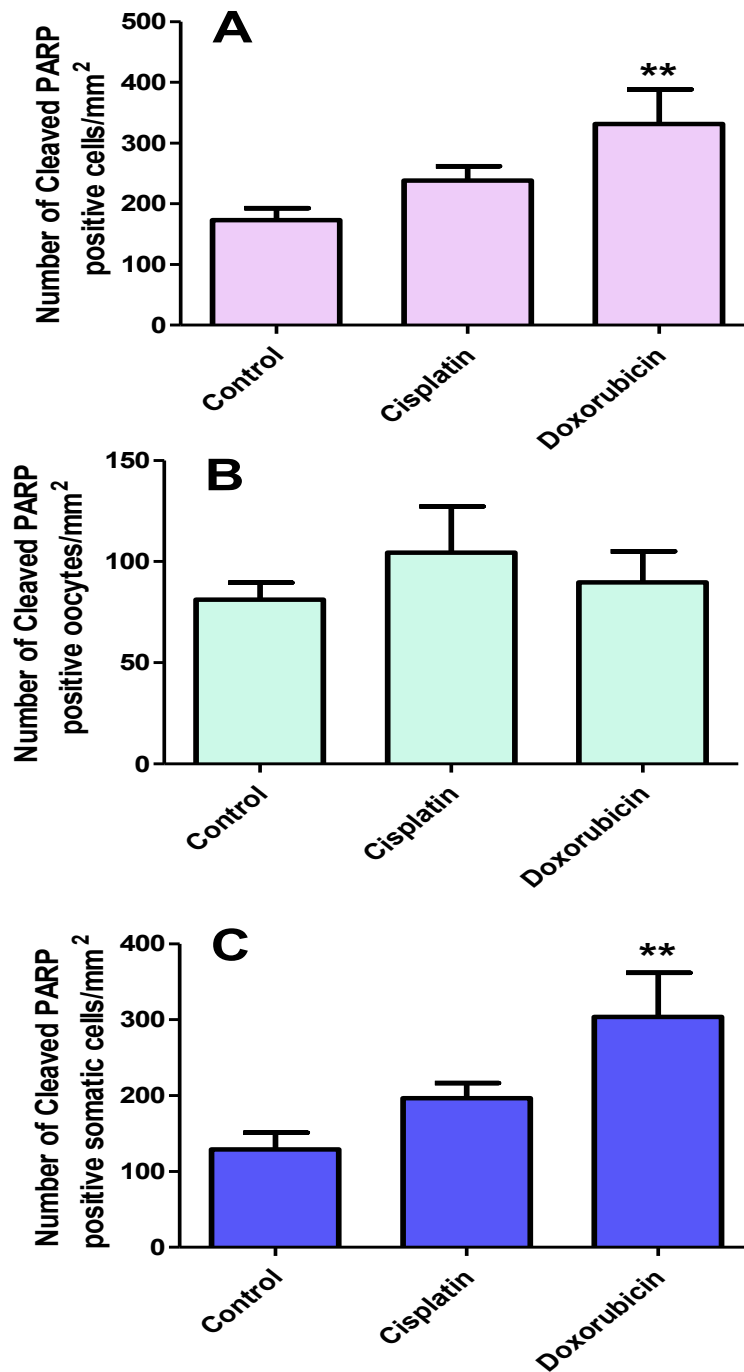 A
Number of Cleaved PARP
positive cells/mm²
500
400
300
200
100
0
**
Control
Cisplatin
Doxorubicin
B
Number of Cleaved PARP
positive oocytes/mm²
150
100
50
0
Control
Cisplatin
Doxorubicin
C
Number of Cleaved PARP
positive somatic cells/mm²
400
300
200
100
0
**
Control
Cisplatin
Doxorubicin